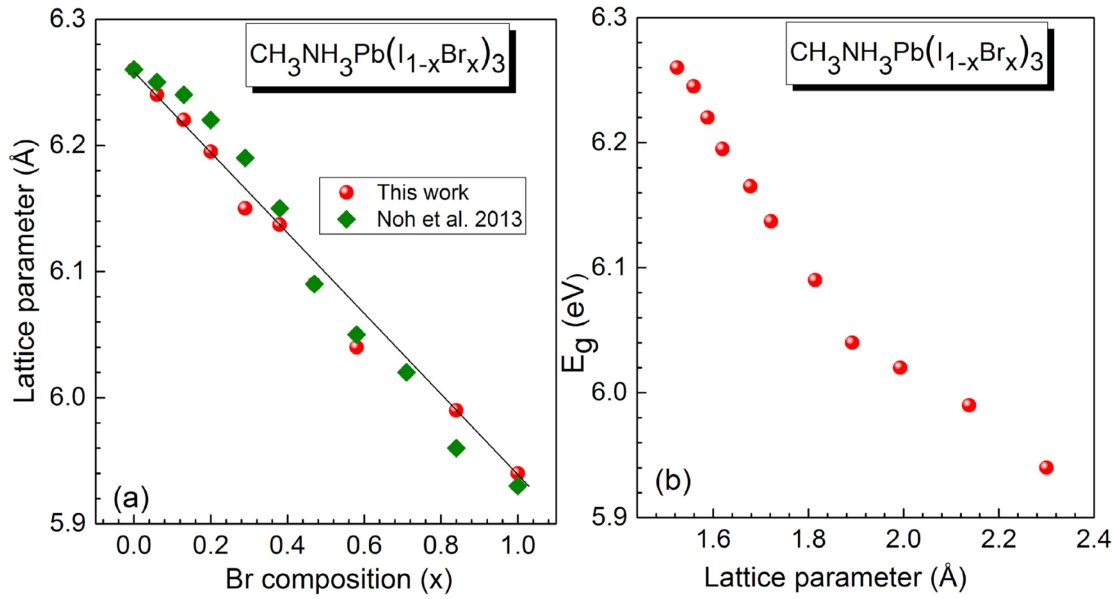 6.3
6.2
6.1
6.0
5.9
Lattice parameter (Å)
CH₃NH₃Pb(I₁₋ₓBrₓ)₃
This work
Noh et al. 2013
(a)
0.0 0.2 0.4 0.6 0.8 1.0
Br composition (x)
6.3
6.2
6.1
6.0
5.9
E_g (eV)
CH₃NH₃Pb(I₁₋ₓBrₓ)₃
(b)
1.6 1.8 2.0 2.2 2.4
Lattice parameter (Å)